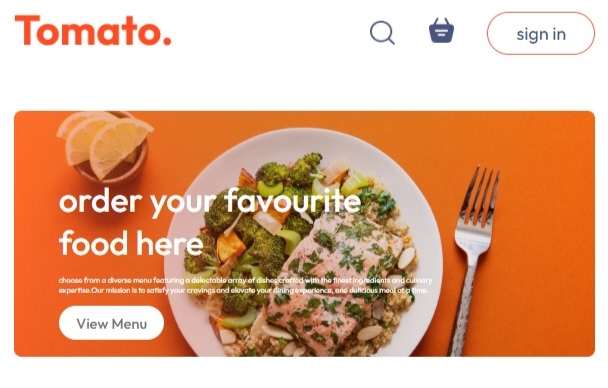 Tomato.
sign in
order your favourite
food here
choose from a diverse menu featuring a delectable array of dishes crafted with the finest ingredients and culinary
expertise.Our mission is to satisfy your cravings and elevate your dining experience, one delicious meal at a time.
View Menu